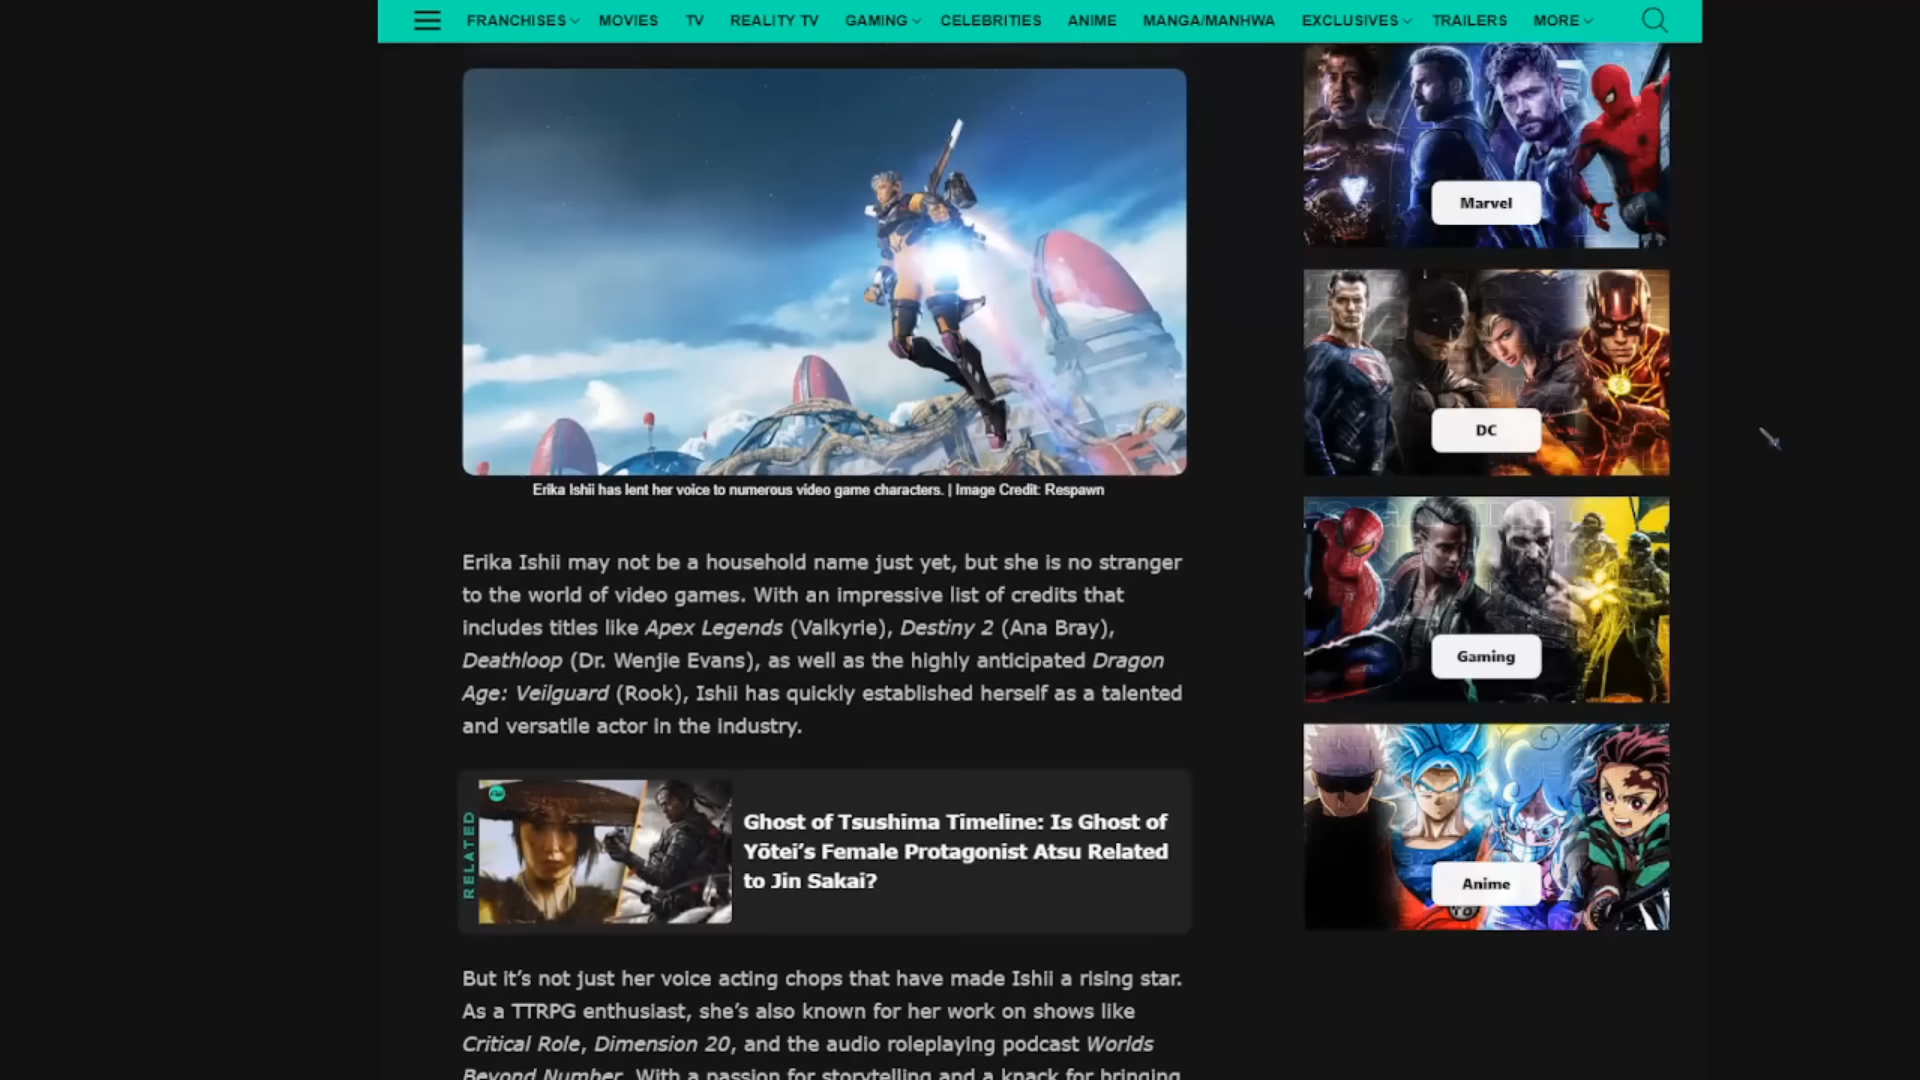 FRANCHISES MOVIES TV REALITY TV GAMING CELEBRITIES ANIME MANGA/MANHWA EXCLUSIVES TRAILERS MORE
Marvel
DC
Gaming
Anime
Erika Ishii has lent her voice to numerous video game characters. | Image Credit: Respawn
Erika Ishii may not be a household name just yet, but she is no stranger
to the world of video games. With an impressive list of credits that
includes titles like Apex Legends (Valkyrie), Destiny 2 (Ana Bray),
Deathloop (Dr. Wenjie Evans), as well as the highly anticipated Dragon
Age: Veilguard (Rook), Ishii has quickly established herself as a talented
and versatile actor in the industry.
RELATED
Ghost of Tsushima Timeline: Is Ghost of
Yōtei’s Female Protagonist Atsu Related
to Jin Sakai?
But it’s not just her voice acting chops that have made Ishii a rising star.
As a TTRPG enthusiast, she’s also known for her work on shows like
Critical Role, Dimension 20, and the audio roleplaying podcast Worlds
Beyond Number. With a passion for storytelling and a knack for bringing